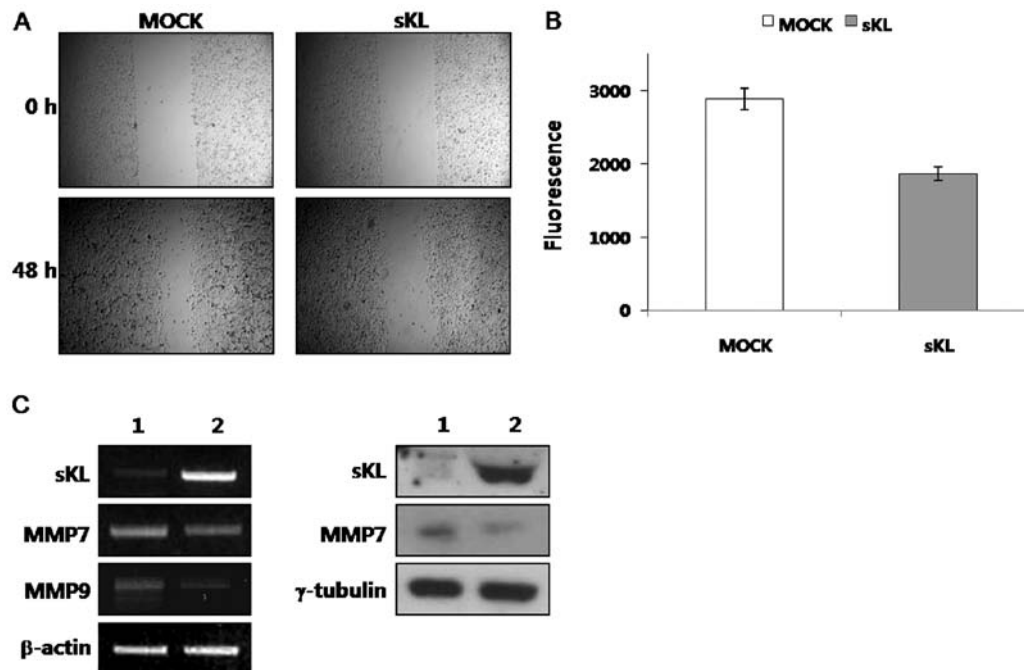 A
MOCK
sKL
0 h
48 h
B
MOCK sKL
Fluorescence
3000
2000
1000
0
MOCK
sKL
C
1 2
sKL
MMP7
MMP9
β-actin
1 2
sKL
MMP7
γ-tubulin